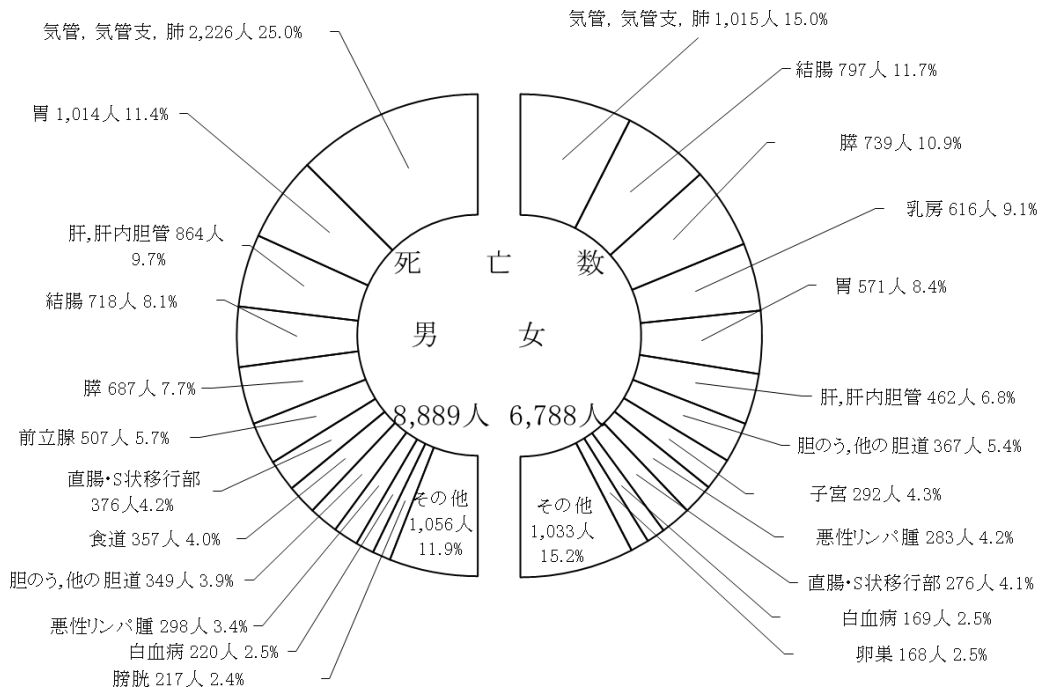 気管, 気管支, 肺 2,226人 25.0%
胃 1,014人 11.4%
肝,肝内胆管 864人
9.7%
結腸 718人 8.1%
膵 687人 7.7%
前立腺 507人 5.7%
直腸・S状移行部
376人4.2%
食道 357人 4.0%
胆のう,他の胆道 349人 3.9%
悪性リンパ腫 298人 3.4%
白血病 220人 2.5%
膀胱 217人 2.4%
その他
1,056人
11.9%
死 亡 数
男 女
8,889人 6,788人
気管, 気管支, 肺 1,015人 15.0%
結腸 797人 11.7%
膵 739人 10.9%
乳房 616人 9.1%
胃 571人 8.4%
肝,肝内胆管 462人 6.8%
胆のう,他の胆道 367人 5.4%
子宮 292人 4.3%
悪性リンパ腫 283人 4.2%
直腸・S状移行部 276人 4.1%
白血病 169人 2.5%
卵巣 168人 2.5%
その他
1,033人
15.2%